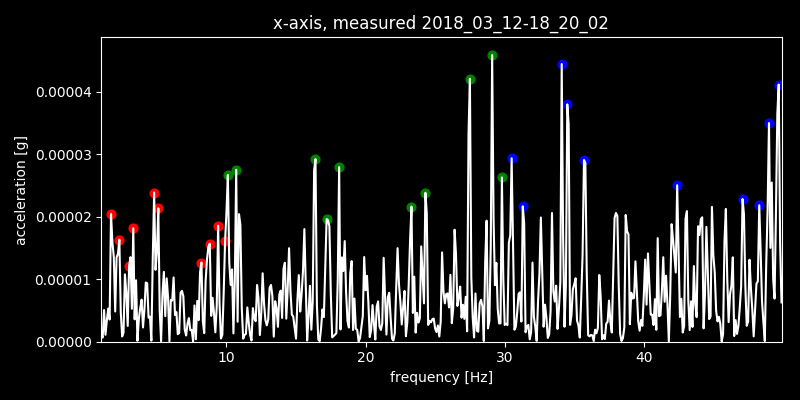 x-axis, measured 2018_03_12-18_20_02
0.00004
0.00003
0.00002
0.00001
0.00000
acceleration [g]
10 20 30 40
frequency [Hz]